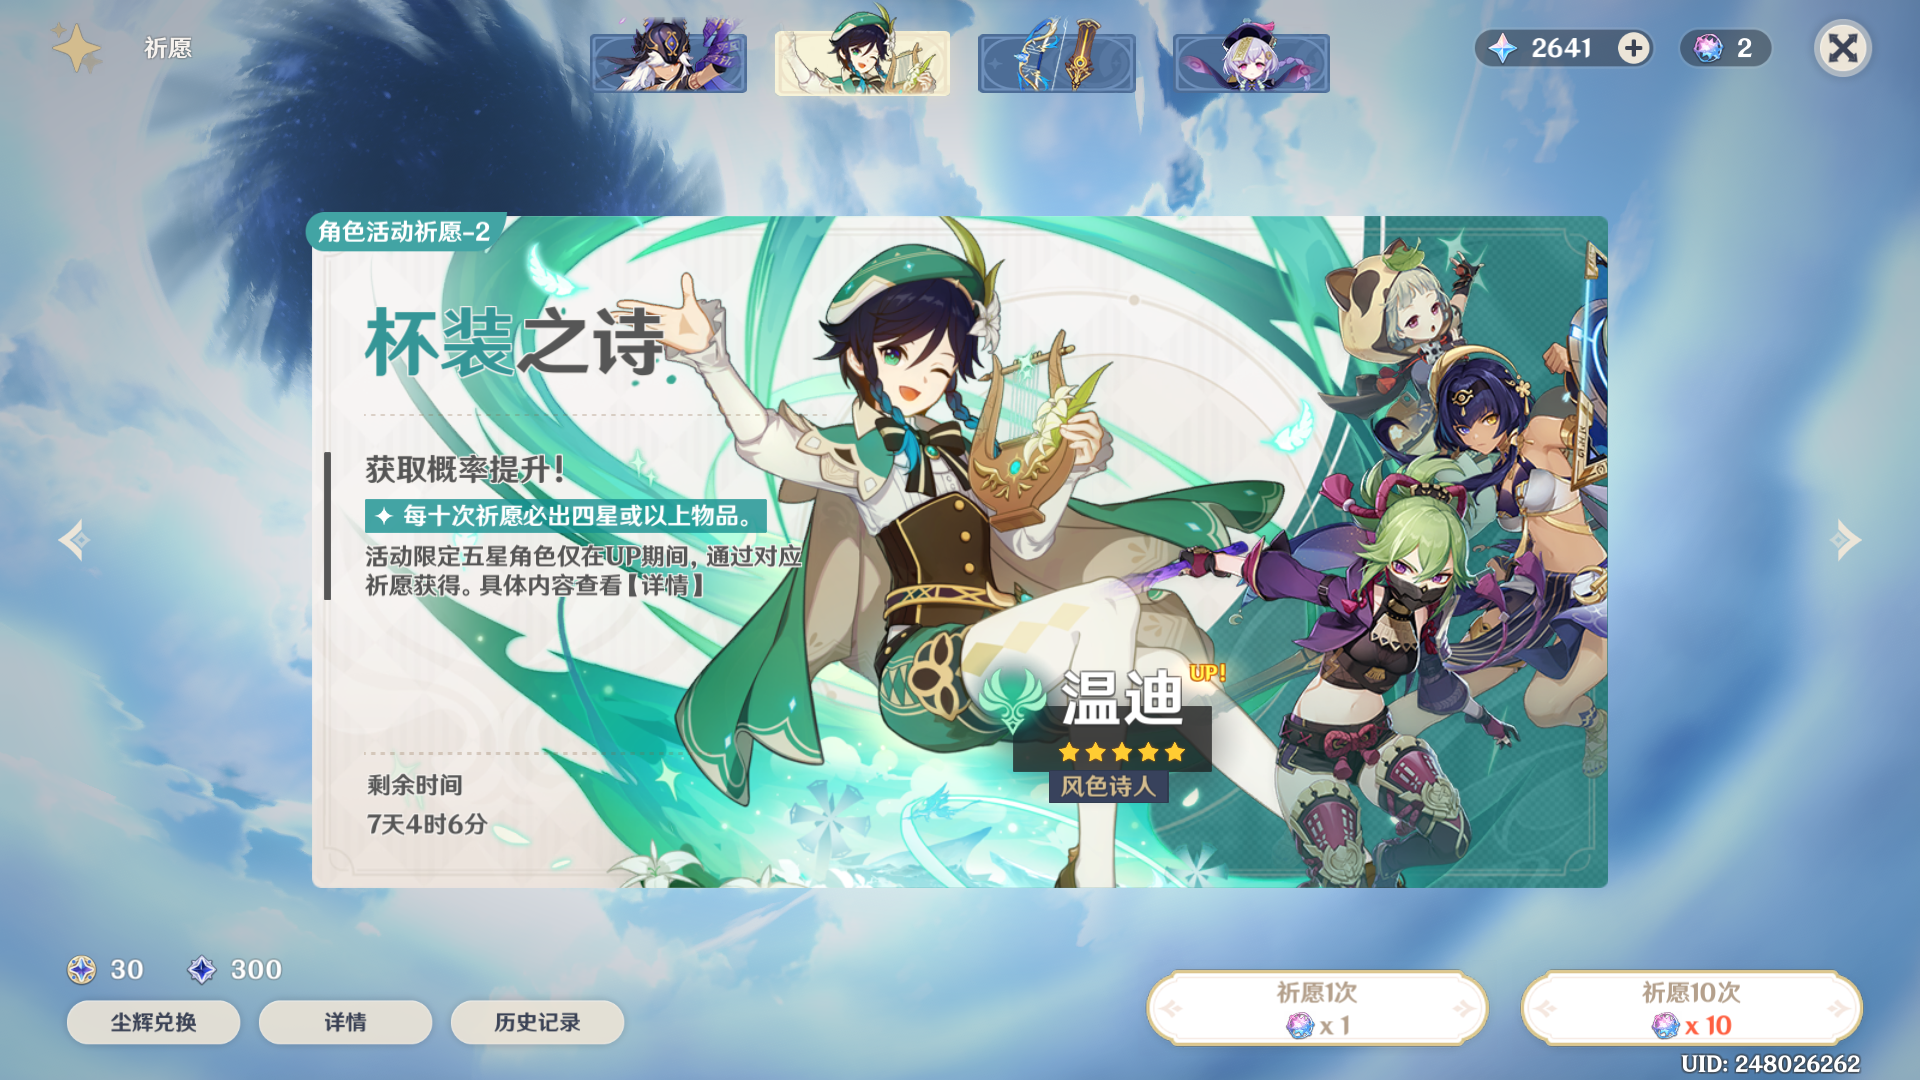 祈愿
2641
2
角色活动祈愿-2
杯装之诗
获取概率提升！
每十次祈愿必出四星或以上物品。
活动限定五星角色仅在UP期间，通过对应
祈愿获得。具体内容查看【详情】
温迪
UP!
风色诗人
剩余时间
7天4时6分
30
300
尘辉兑换
详情
历史记录
祈愿1次
x 1
祈愿10次
x 10
UID: 248026262